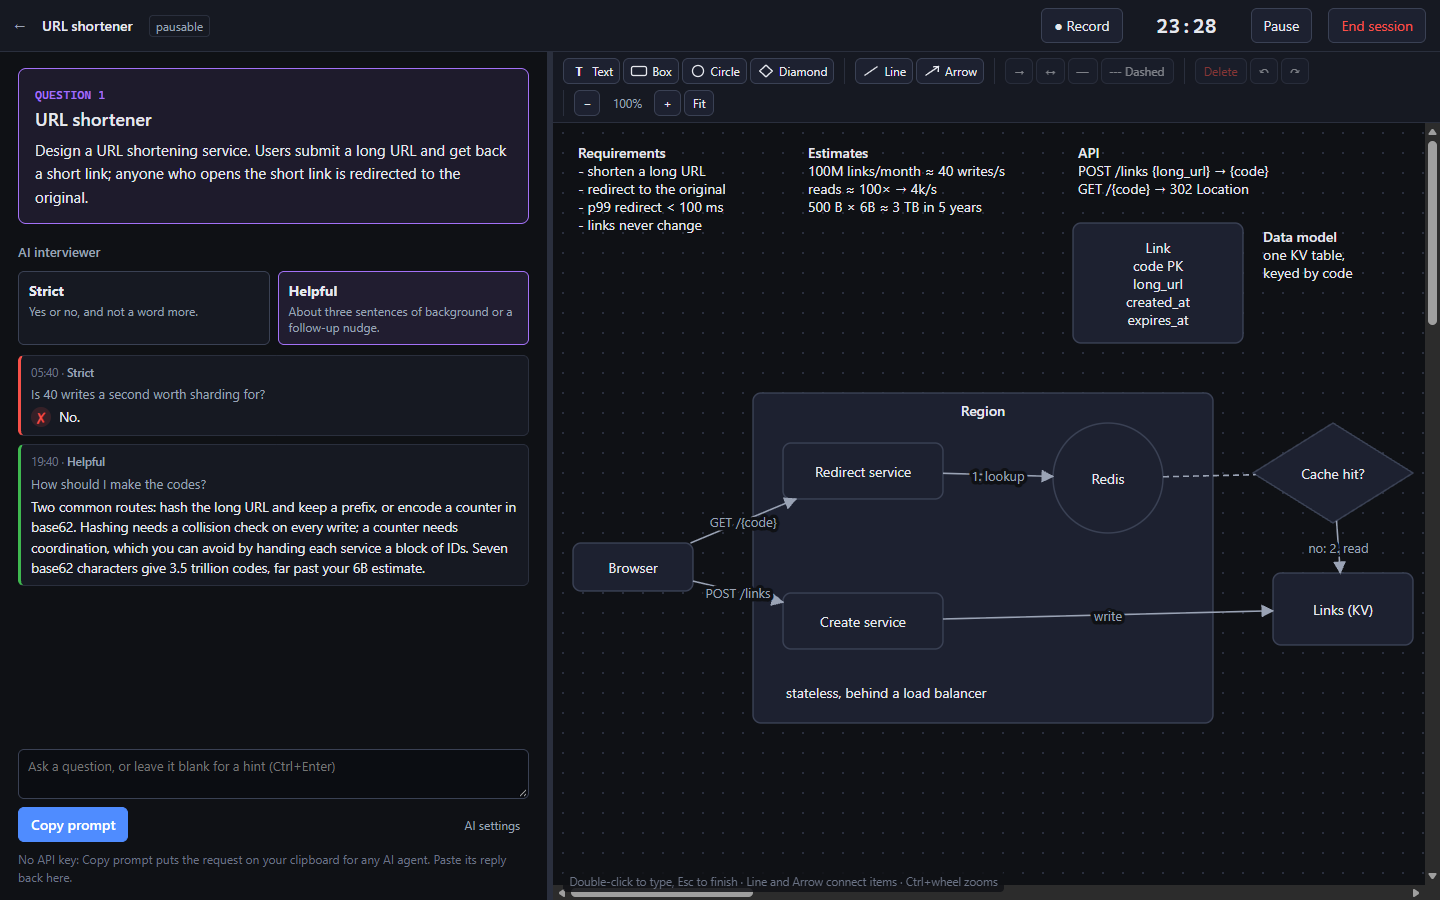 ← URL shortener pausable ● Record 23:28 Pause End session
QUESTION 1
URL shortener
Design a URL shortening service. Users submit a long URL and get back
a short link; anyone who opens the short link is redirected to the
original.
AI interviewer
Strict
Yes or no, and not a word more.
Helpful
About three sentences of background or a
follow-up nudge.
05:40 · Strict
Is 40 writes a second worth sharding for?
✗ No.
19:40 · Helpful
How should I make the codes?
Two common routes: hash the long URL and keep a prefix, or encode a counter in
base62. Hashing needs a collision check on every write; a counter needs
coordination, which you can avoid by handing each service a block of IDs. Seven
base62 characters give 3.5 trillion codes, far past your 6B estimate.
Ask a question, or leave it blank for a hint (Ctrl+Enter)
Copy prompt AI settings
No API key: Copy prompt puts the request on your clipboard for any AI agent. Paste its reply
back here.
T Text Box Circle Diamond Line Arrow → ↔ — --- Dashed Delete ↶ ↷
− 100% + Fit
Requirements
- shorten a long URL
- redirect to the original
- p99 redirect < 100 ms
- links never change
Estimates
100M links/month ≈ 40 writes/s
reads ≈ 100× → 4k/s
500 B × 6B ≈ 3 TB in 5 years
API
POST /links {long_url} → {code}
GET /{code} → 302 Location
Link
code PK
long_url
created_at
expires_at
Data model
one KV table,
keyed by code
Region
Redirect service
1. lookup
Redis
Cache hit?
GET /{code}
no: 2. read
Browser
POST /links
Create service
write
Links (KV)
stateless, behind a load balancer
Double-click to type, Esc to finish · Line and Arrow connect items · Ctrl+wheel zooms